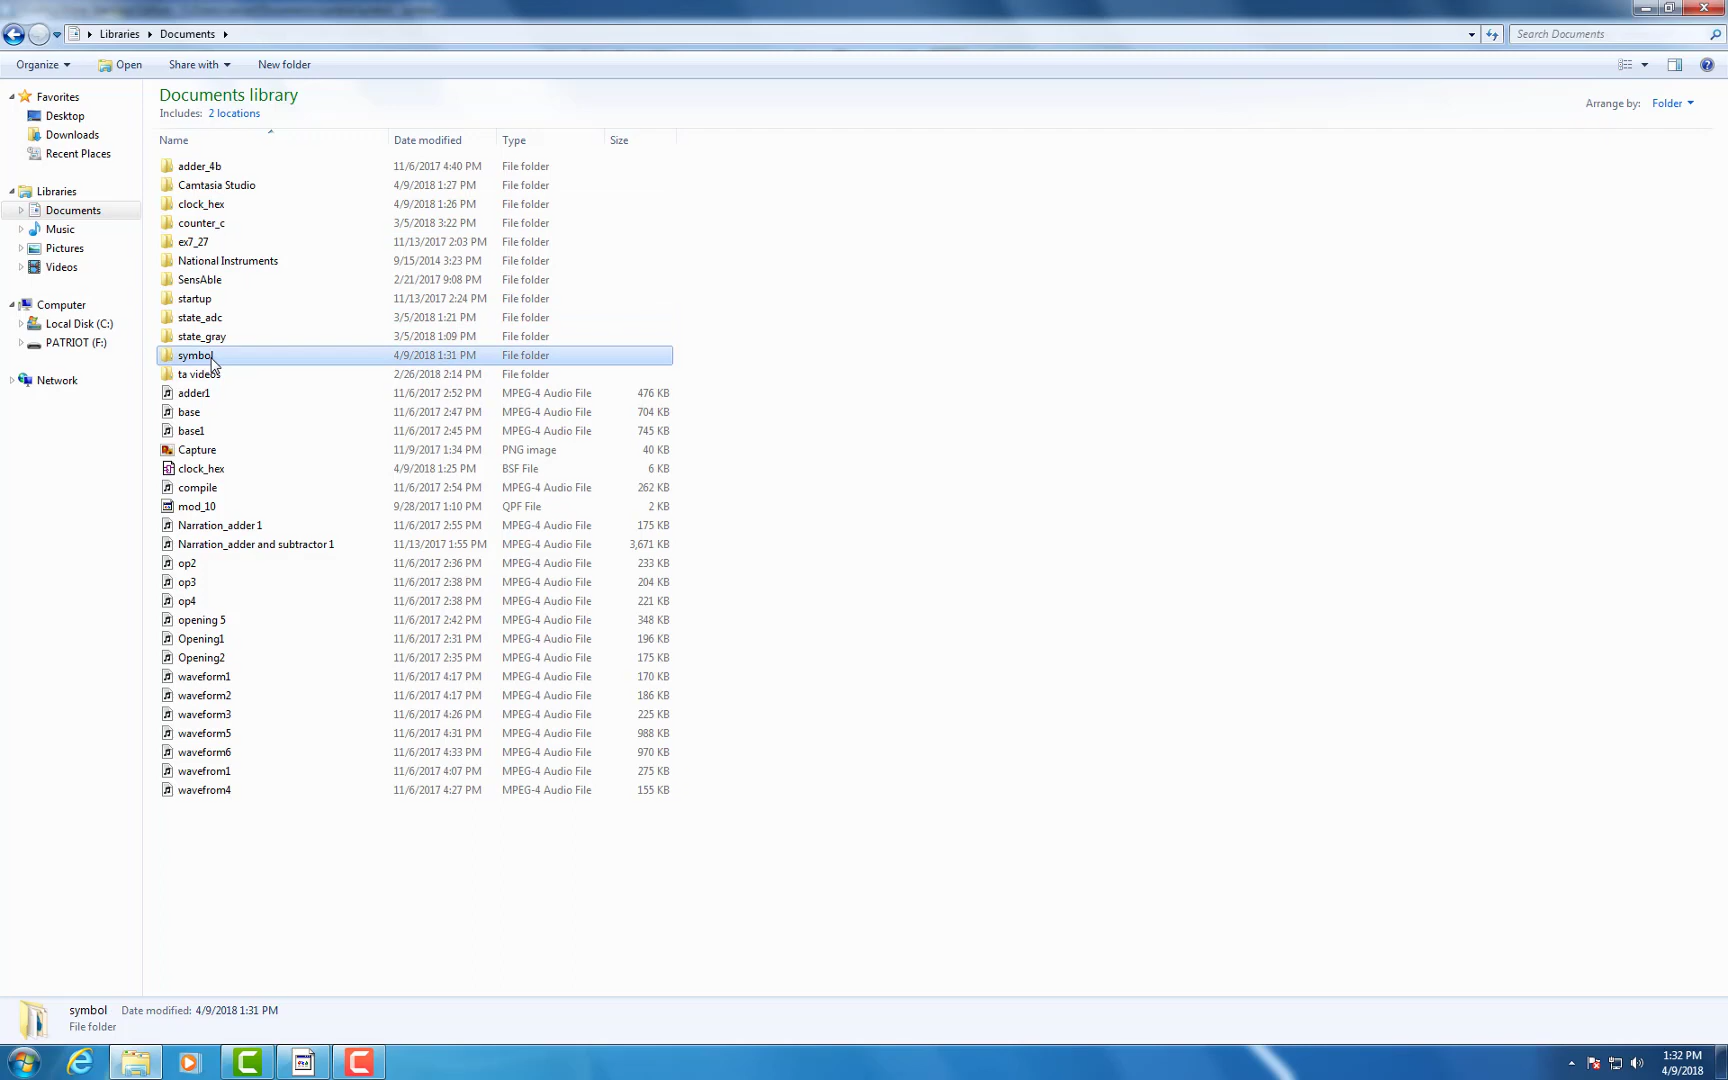 Libraries Documents
Search Documents
Organize Open Share with New folder
Favorites
Desktop
Downloads
Recent Places
Libraries
Documents
Music
Pictures
Videos
Computer
Local Disk (C:)
PATRIOT (F:)
Network
Documents library
Includes: 2 locations
Arrange by: Folder
Name Date modified Type Size
adder_4b 11/6/2017 4:40 PM File folder
Camtasia Studio 4/9/2018 1:27 PM File folder
clock_hex 4/9/2018 1:26 PM File folder
counter_c 3/5/2018 3:22 PM File folder
ex7_27 11/13/2017 2:03 PM File folder
National Instruments 9/15/2014 3:23 PM File folder
SensAble 2/21/2017 9:08 PM File folder
startup 11/13/2017 2:24 PM File folder
state_adc 3/5/2018 1:21 PM File folder
state_gray 3/5/2018 1:09 PM File folder
symbol 4/9/2018 1:31 PM File folder
ta videos 2/26/2018 2:14 PM File folder
adder1 11/6/2017 2:52 PM MPEG-4 Audio File 476 KB
base 11/6/2017 2:47 PM MPEG-4 Audio File 704 KB
base1 11/6/2017 2:45 PM MPEG-4 Audio File 745 KB
Capture 11/9/2017 1:34 PM PNG image 40 KB
clock_hex 4/9/2018 1:25 PM BSF File 6 KB
compile 11/6/2017 2:54 PM MPEG-4 Audio File 262 KB
mod_10 9/28/2017 1:10 PM QPF File 2 KB
Narration_adder 1 11/6/2017 2:55 PM MPEG-4 Audio File 175 KB
Narration_adder and subtractor 1 11/13/2017 1:55 PM MPEG-4 Audio File 3,671 KB
op2 11/6/2017 2:36 PM MPEG-4 Audio File 233 KB
op3 11/6/2017 2:38 PM MPEG-4 Audio File 204 KB
op4 11/6/2017 2:38 PM MPEG-4 Audio File 221 KB
opening 5 11/6/2017 2:42 PM MPEG-4 Audio File 348 KB
Opening1 11/6/2017 2:31 PM MPEG-4 Audio File 196 KB
Opening2 11/6/2017 2:35 PM MPEG-4 Audio File 175 KB
waveform1 11/6/2017 4:17 PM MPEG-4 Audio File 170 KB
waveform2 11/6/2017 4:17 PM MPEG-4 Audio File 186 KB
waveform3 11/6/2017 4:26 PM MPEG-4 Audio File 225 KB
waveform5 11/6/2017 4:31 PM MPEG-4 Audio File 988 KB
waveform6 11/6/2017 4:33 PM MPEG-4 Audio File 970 KB
wavefrom1 11/6/2017 4:07 PM MPEG-4 Audio File 275 KB
wavefrom4 11/6/2017 4:27 PM MPEG-4 Audio File 155 KB
symbol Date modified: 4/9/2018 1:31 PM
File folder
1:32 PM
4/9/2018